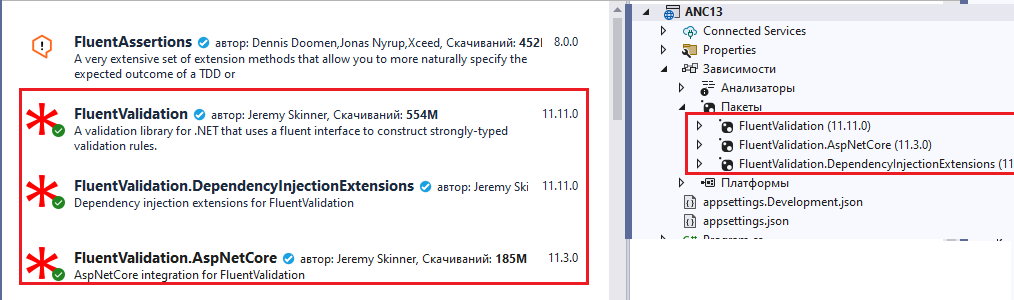 FluentAssertions автор: Dennis Doomen,Jonas Nyrup,Xceed, Скачиваний: 452 8.0.0
A very extensive set of extension methods that allow you to more naturally specify the
expected outcome of a TDD or
FluentValidation автор: Jeremy Skinner, Скачиваний: 554M 11.11.0
A validation library for .NET that uses a fluent interface to construct strongly-typed
validation rules.
FluentValidation.DependencyInjectionExtensions автор: Jeremy Ski 11.11.0
Dependency injection extensions for FluentValidation
FluentValidation.AspNetCore автор: Jeremy Skinner, Скачиваний: 185M 11.3.0
AspNetCore integration for FluentValidation
ANC13
Connected Services
Properties
Зависимости
Анализаторы
Пакеты
FluentValidation (11.11.0)
FluentValidation.AspNetCore (11.3.0)
FluentValidation.DependencyInjectionExtensions (11
Платформы
appsettings.Development.json
appsettings.json